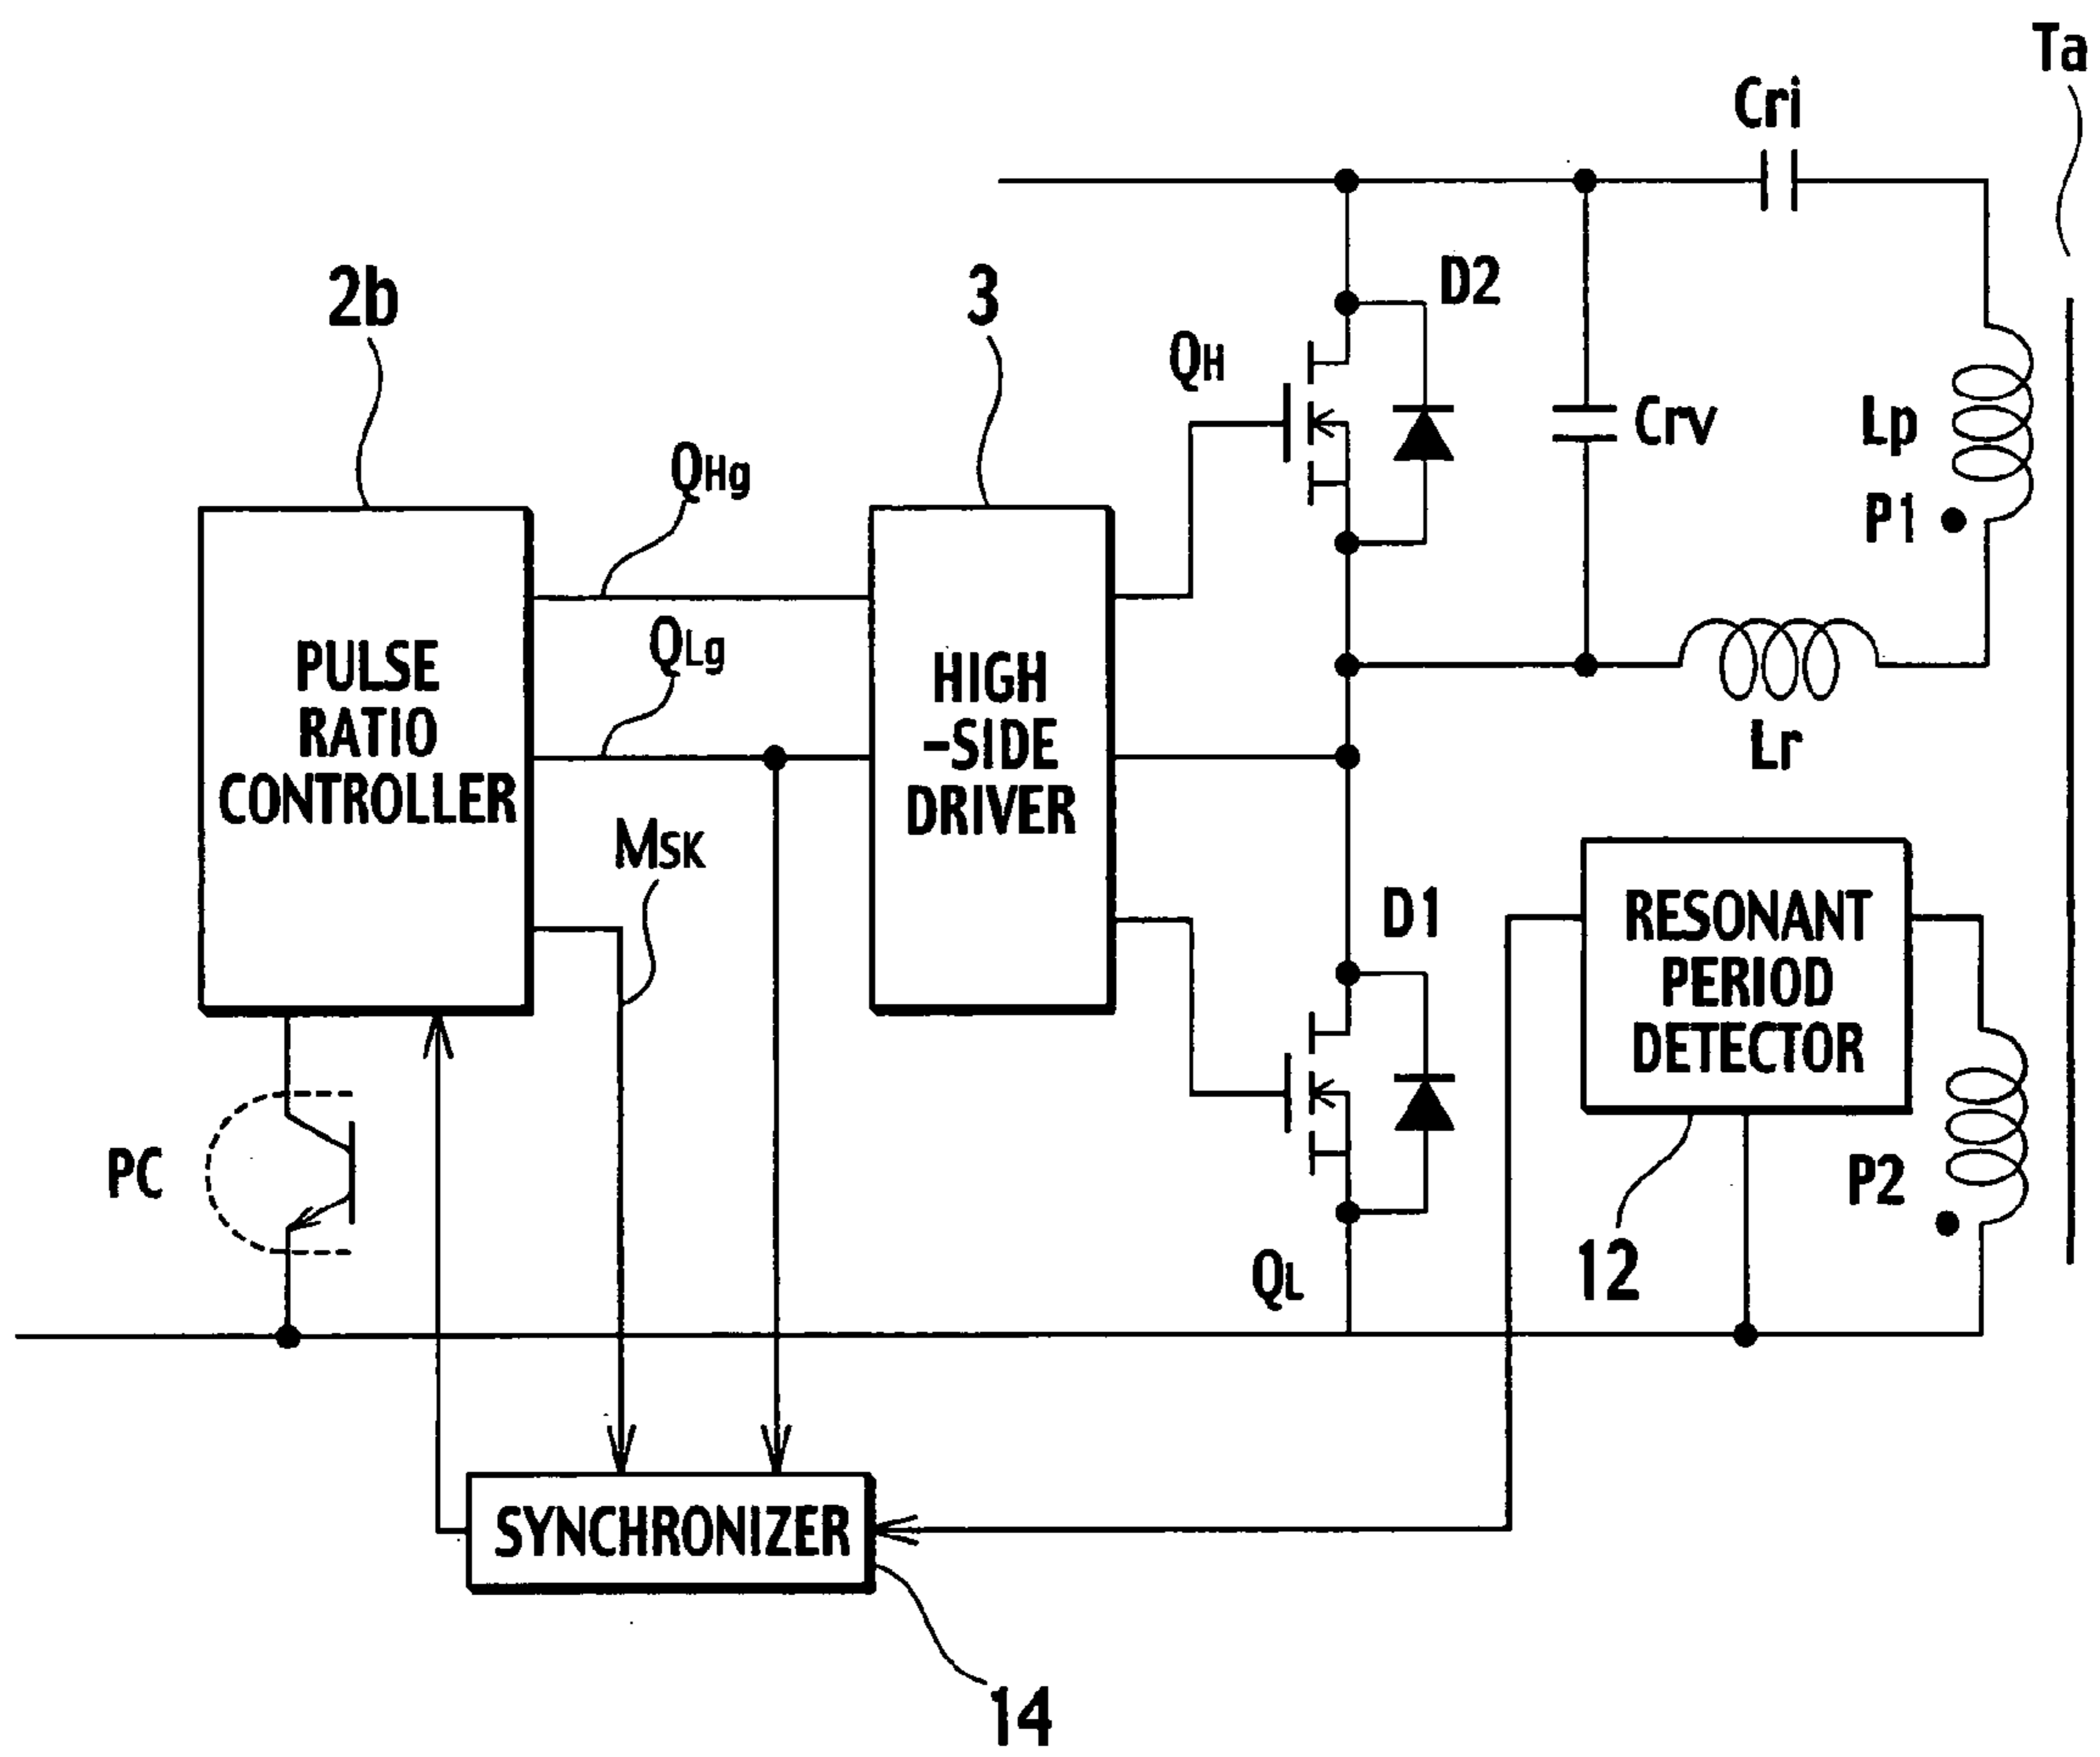 Ta
Cri
2b
3
D2
QH
Crv
Lp
P1
QHg
QLg
PULSE
RATIO
CONTROLLER
HIGH
-SIDE
DRIVER
Lr
MSK
D1
RESONANT
PERIOD
DETECTOR
PC
P2
QL
12
SYNCHRONIZER
14